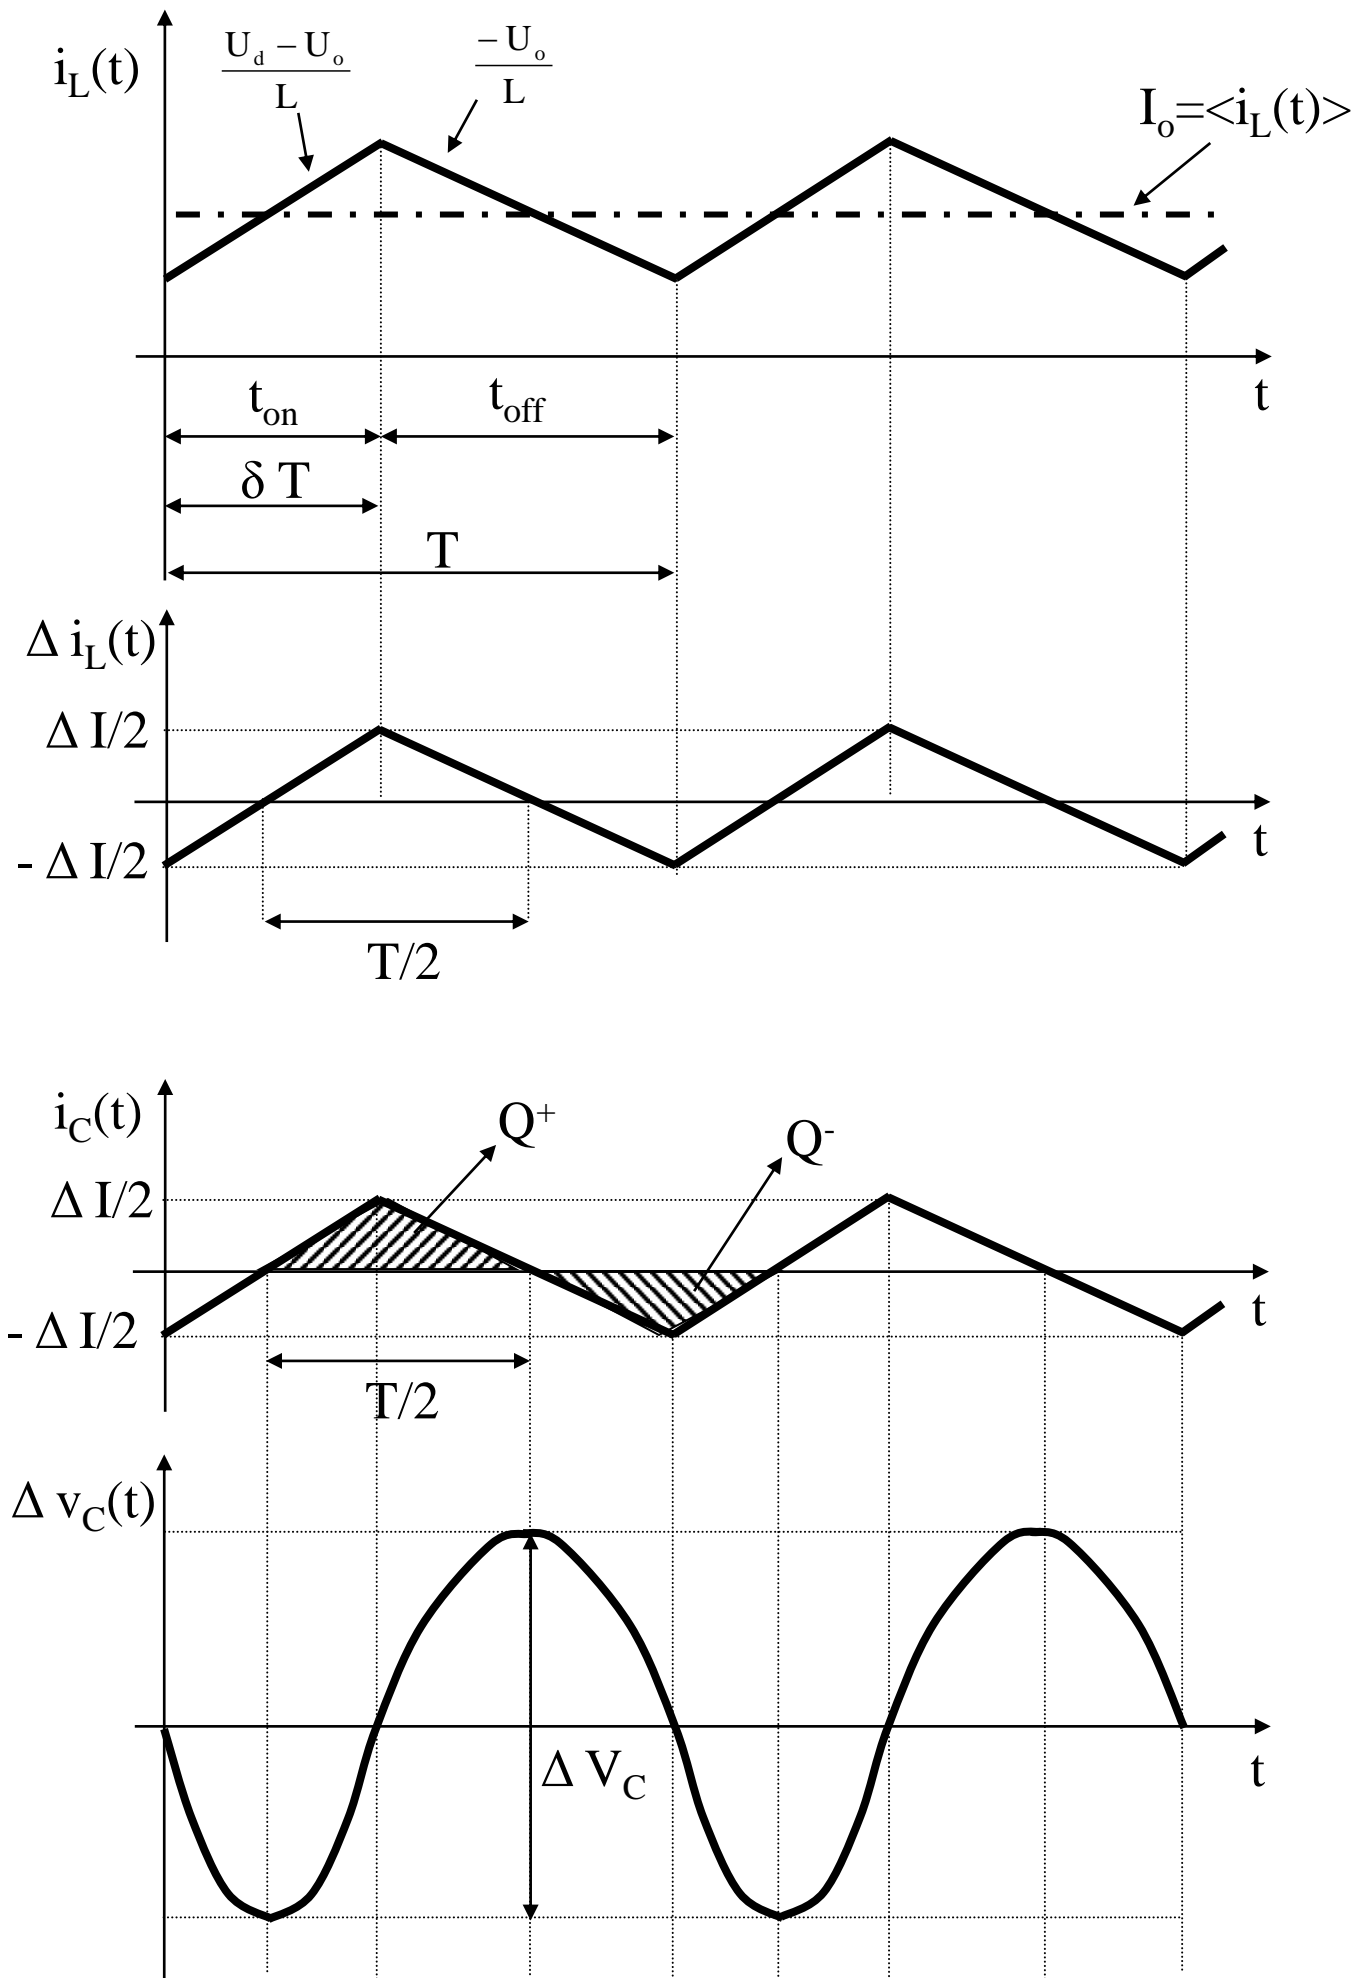 i_L(t)
U_d − U_o
L
− U_o
L
I_o=<i_L(t)>
t_on
t_off
t
δ T
T
Δ i_L(t)
Δ I/2
- Δ I/2
t
T/2
i_C(t)
Q⁺
Q⁻
Δ I/2
- Δ I/2
t
T/2
Δ v_C(t)
Δ V_C
t